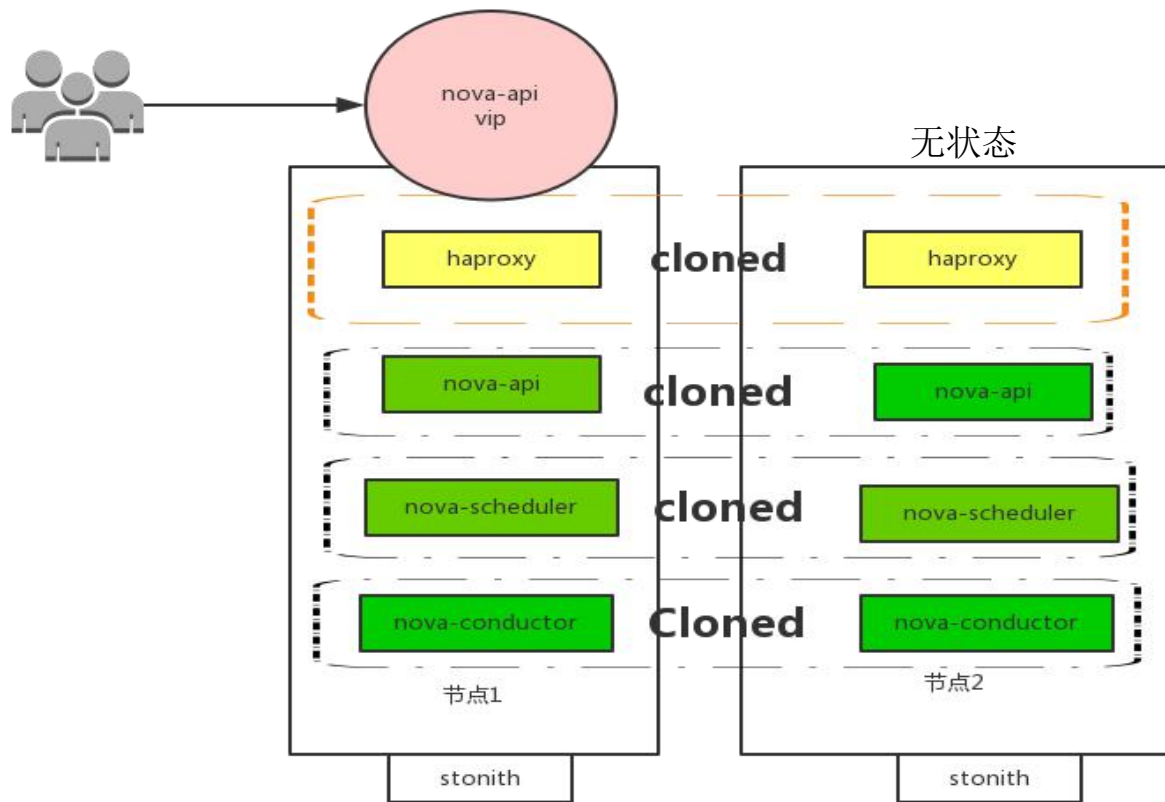 nova-api
vip
无状态
haproxy
cloned
haproxy
nova-api
cloned
nova-api
nova-scheduler
cloned
nova-scheduler
nova-conductor
Cloned
nova-conductor
节点1
节点2
stonith
stonith